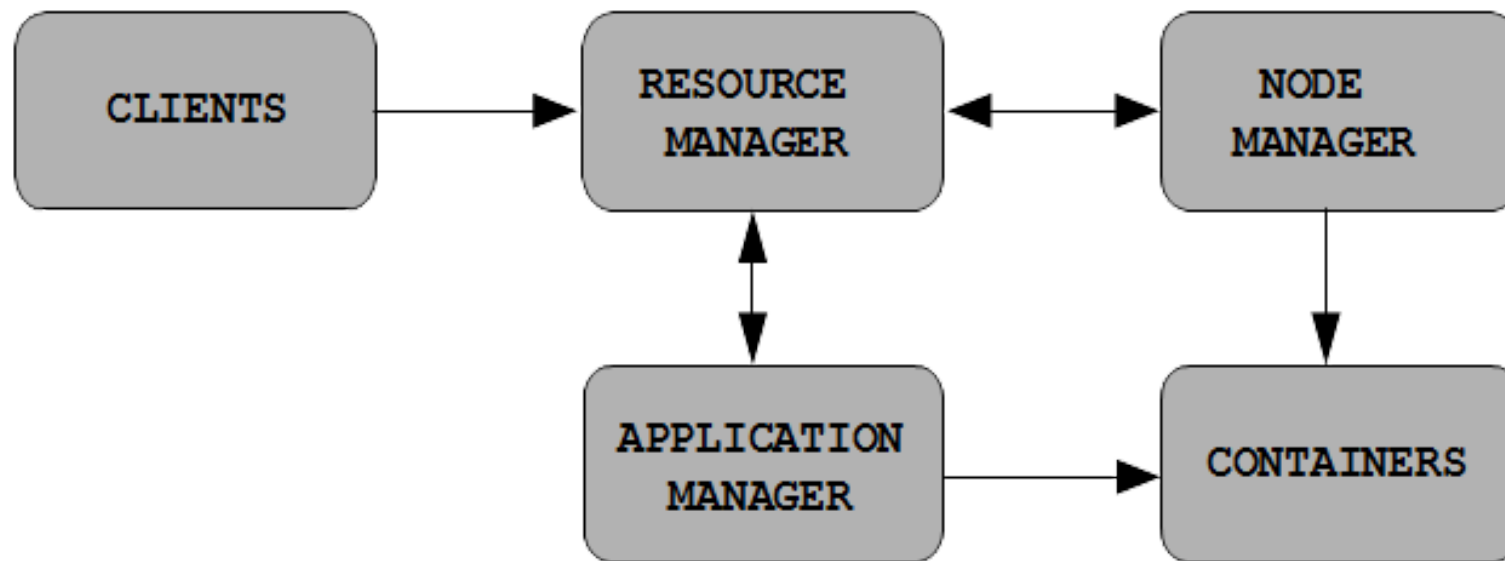 CLIENTS
RESOURCE
MANAGER
NODE
MANAGER
APPLICATION
MANAGER
CONTAINERS